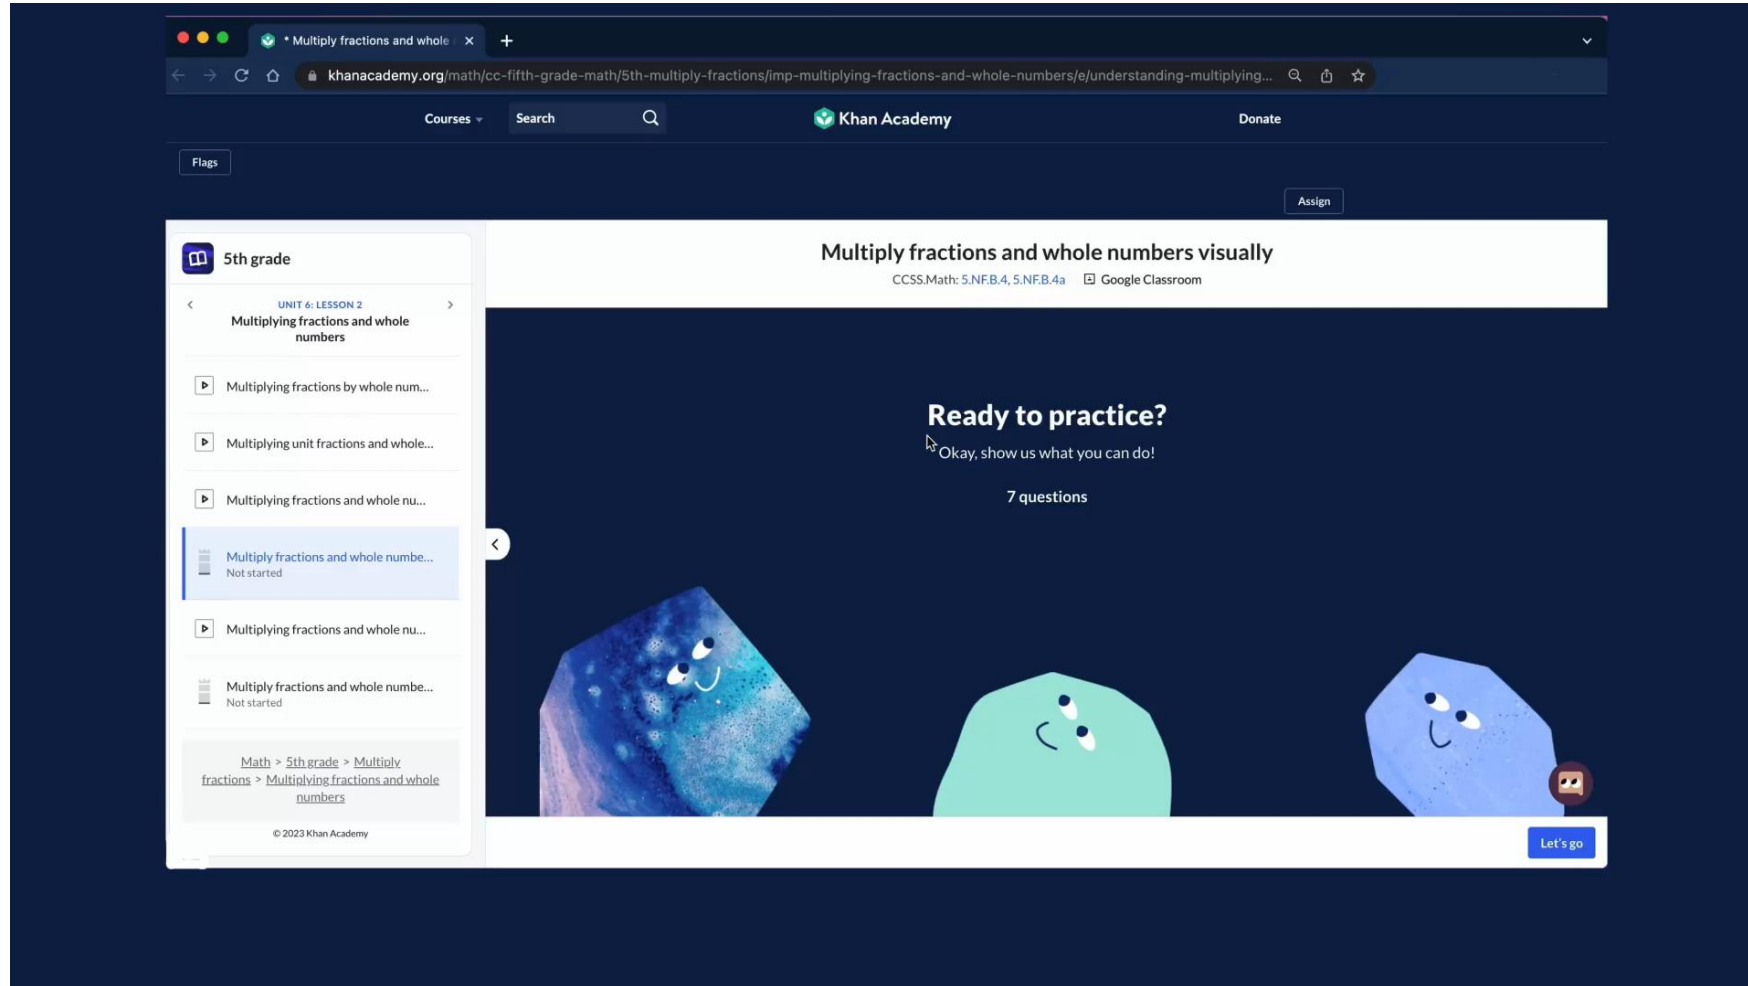 * Multiply fractions and whole
khanacademy.org/math/cc-fifth-grade-math/5th-multiply-fractions/imp-multiplying-fractions-and-whole-numbers/e/understanding-multiplying...
Courses
Search
Khan Academy
Donate
Flags
Assign
5th grade
UNIT 6: LESSON 2
Multiplying fractions and whole
numbers
Multiplying fractions by whole num...
Multiplying unit fractions and whole...
Multiplying fractions and whole nu...
Multiply fractions and whole numbe...
Not started
Multiplying fractions and whole nu...
Multiply fractions and whole numbe...
Not started
Math > 5th grade > Multiply
fractions > Multiplying fractions and whole
numbers
© 2023 Khan Academy
Multiply fractions and whole numbers visually
CCSS.Math: 5.NF.B.4, 5.NF.B.4a Google Classroom
Ready to practice?
Okay, show us what you can do!
7 questions
Let's go